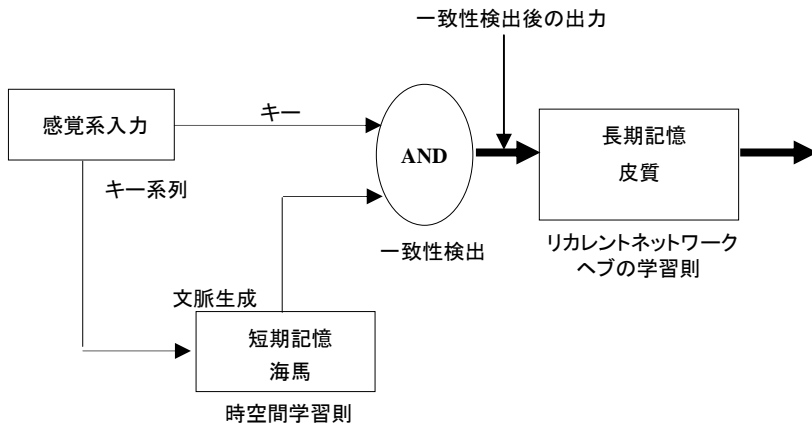 一致性検出後の出力
感覚系入力
キー
AND
長期記憶
皮質
キー系列
一致性検出
リカレントネットワーク
ヘブの学習則
文脈生成
短期記憶
海馬
時空間学習則